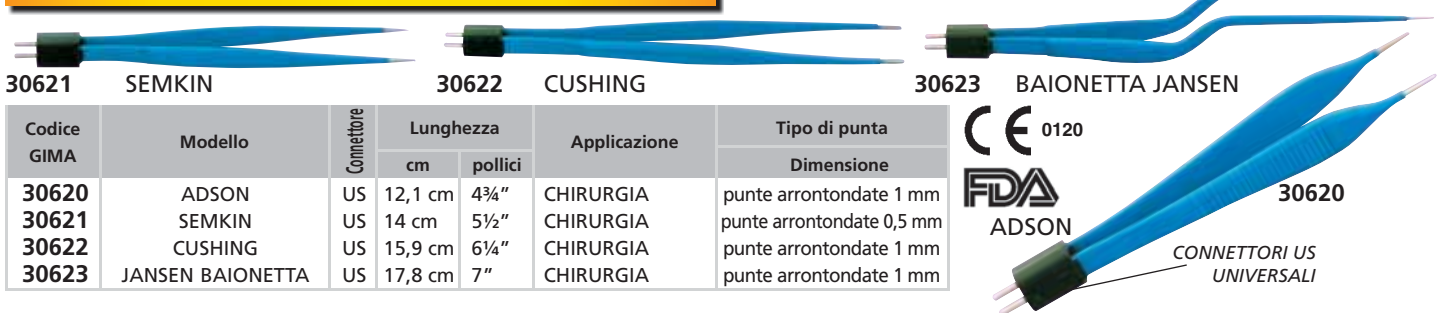 30621 SEMKIN
30622 CUSHING
30623 BAIONETTA JANSEN
Codice GIMA Modello Connettore Lunghezza Applicazione Tipo di punta
cm pollici Dimensione
30620 ADSON US 12,1 cm 4¾” CHIRURGIA punte arrontondate 1 mm
30621 SEMKIN US 14 cm 5½” CHIRURGIA punte arrontondate 0,5 mm
30622 CUSHING US 15,9 cm 6¼” CHIRURGIA punte arrontondate 1 mm
30623 JANSEN BAIONETTA US 17,8 cm 7” CHIRURGIA punte arrontondate 1 mm
CE 0120
FDA
ADSON
30620
CONNETTORI US
UNIVERSALI